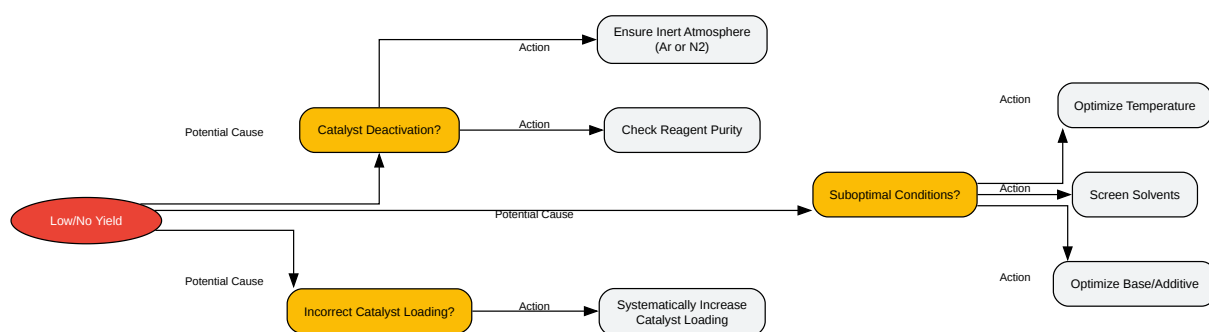 Ensure Inert Atmosphere
(Ar or N2)
Action
Action
Optimize Temperature
Potential Cause
Catalyst Deactivation?
Action
Check Reagent Purity
Low/No Yield
Potential Cause
Suboptimal Conditions?
Action
Screen Solvents
Potential Cause
Action
Optimize Base/Additive
Incorrect Catalyst Loading?
Action
Systematically Increase
Catalyst Loading